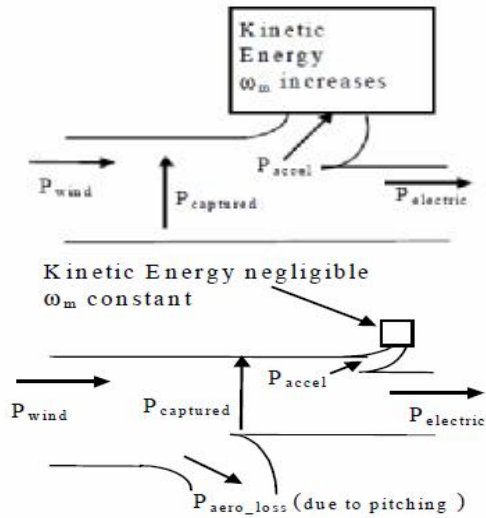 Kinetic
Energy
ωm increases
Pwind
Pcaptured
Paccel
Pelectric
Kinetic Energy negligible
ωm constant
Pwind
Pcaptured
Paccel
Pelectric
Paero_loss (due to pitching )